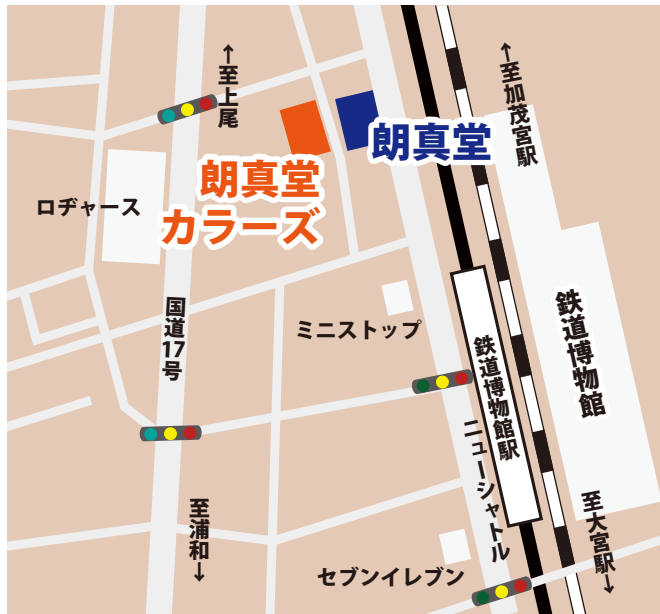 ↑至上尾
↑至加茂宮駅
朗真堂
朗真堂
カラーズ
ロヂャース
国道17号
ミニストップ
鉄道博物館
鉄道博物館駅
ニューシャトル
至浦和↓
至大宮駅↓
セブンイレブン